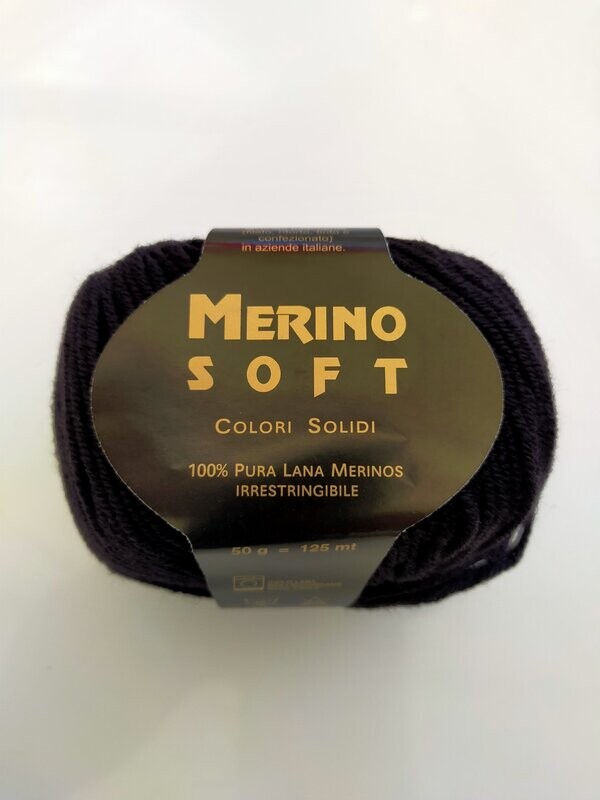 confezionato)
in aziende italiane.
MERINO
SOFT
COLORI SOLIDI
100% PURA LANA MERINOS
IRRESTRINGIBILE
50 g = 125 mt